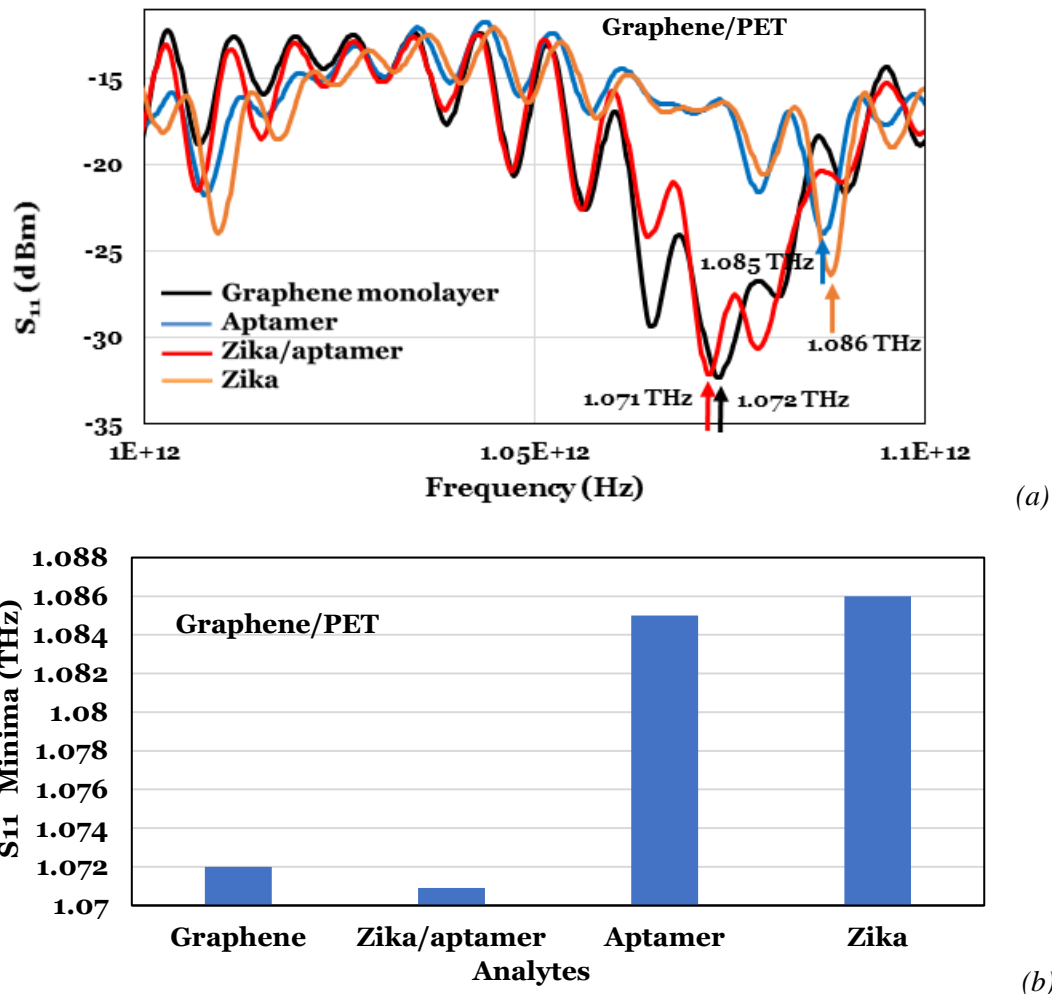 Graphene/PET
-15
-20
-25
-30
-35
S₁₁ (dBm)
Graphene monolayer
Aptamer
Zika/aptamer
Zika
1.085 THz
1.086 THz
1.071 THz
1.072 THz
1E+12
1.05E+12
1.1E+12
Frequency (Hz)
(a)
1.088
1.086
1.084
1.082
1.08
1.078
1.076
1.074
1.072
1.07
S11 Minima (THz)
Graphene/PET
Graphene
Zika/aptamer
Aptamer
Zika
Analytes
(b)